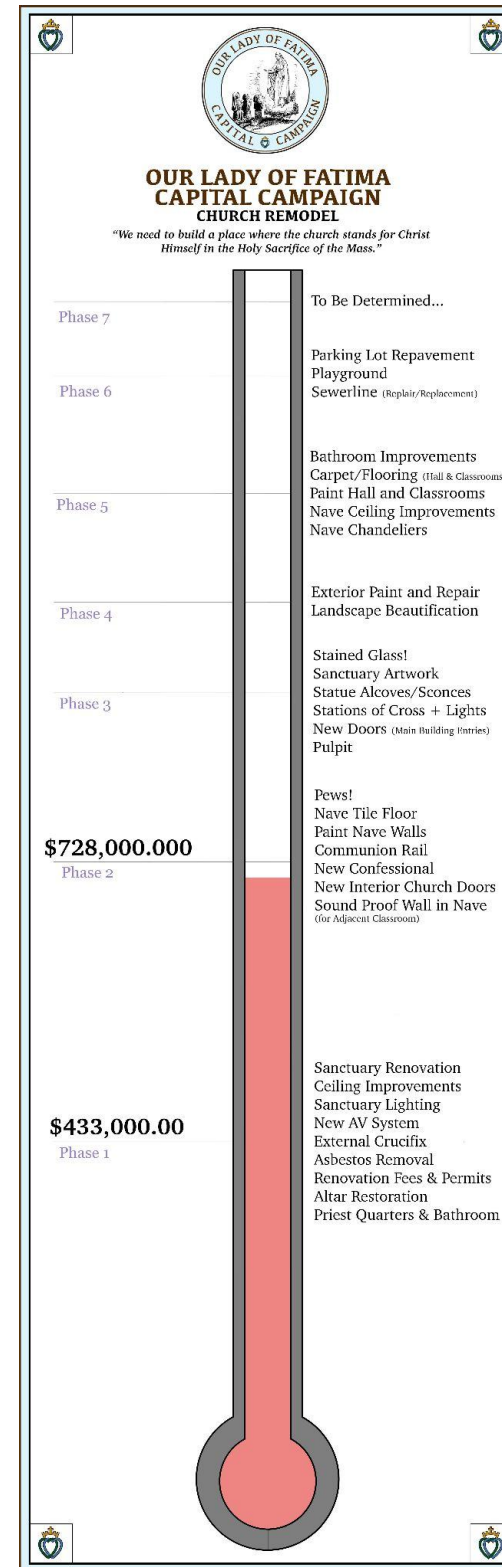 OUR LADY OF FATIMA
CAPITAL CAMPAIGN
OUR LADY OF FATIMA
CAPITAL CAMPAIGN
CHURCH REMODEL
“We need to build a place where the church stands for Christ
Himself in the Holy Sacrifice of the Mass.”
To Be Determined...
Phase 7
Parking Lot Repavement
Playground
Sewerline (Replair/Replacement)
Phase 6
Bathroom Improvements
Carpet/Flooring (Hall & Classrooms
Paint Hall and Classrooms
Nave Ceiling Improvements
Nave Chandeliers
Phase 5
Exterior Paint and Repair
Landscape Beautification
Phase 4
Stained Glass!
Sanctuary Artwork
Statue Alcoves/Sconces
Stations of Cross + Lights
New Doors (Main Building Entries)
Pulpit
Phase 3
Pews!
Nave Tile Floor
Paint Nave Walls
Communion Rail
New Confessional
New Interior Church Doors
Sound Proof Wall in Nave
(for Adjacent Classroom)
$728,000.000
Phase 2
Sanctuary Renovation
Ceiling Improvements
Sanctuary Lighting
New AV System
External Crucifix
Asbestos Removal
Renovation Fees & Permits
Altar Restoration
Priest Quarters & Bathroom
$433,000.00
Phase 1